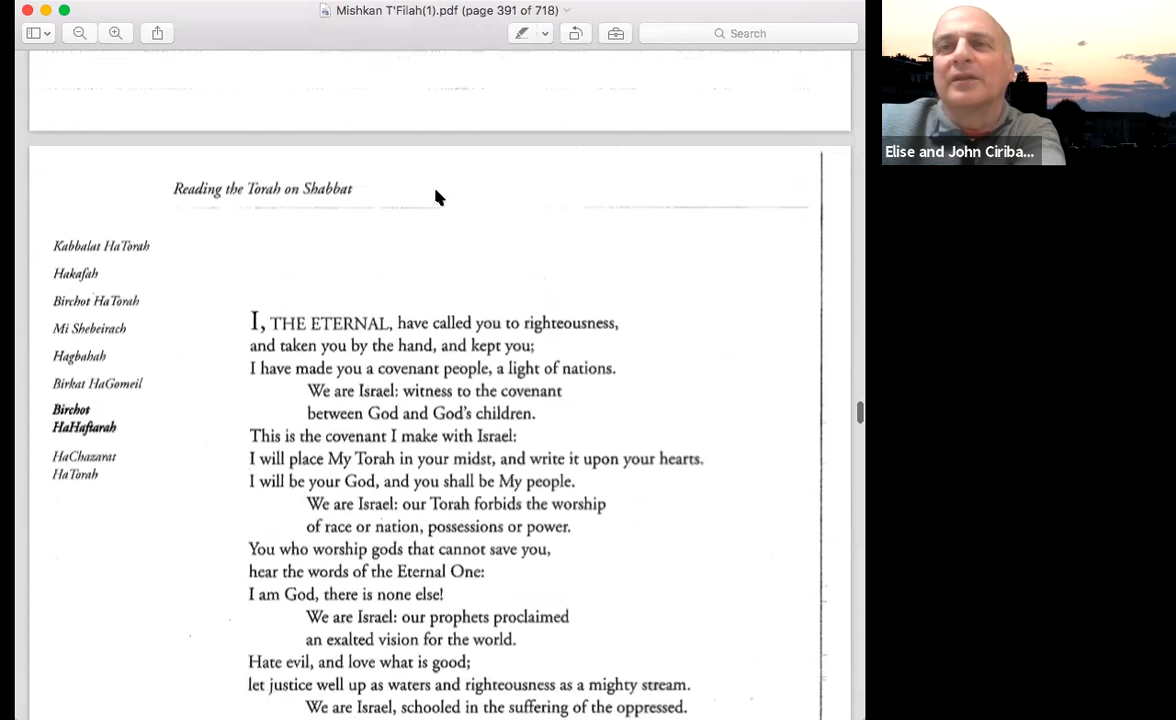 Mishkan T'Filah(1).pdf (page 391 of 718)
Search
Elise and John Ciriba...
Reading the Torah on Shabbat
Kabbalat HaTorah
Hakafah
Birchot HaTorah
Mi Shebeirach
Hagbahah
Birkat HaGomeil
Birchot
HaHaftarah
HaChazarat
HaTorah
I, THE ETERNAL, have called you to righteousness,
and taken you by the hand, and kept you;
I have made you a covenant people, a light of nations.
We are Israel: witness to the covenant
between God and God's children.
This is the covenant I make with Israel:
I will place My Torah in your midst, and write it upon your hearts.
I will be your God, and you shall be My people.
We are Israel: our Torah forbids the worship
of race or nation, possessions or power.
You who worship gods that cannot save you,
hear the words of the Eternal One:
I am God, there is none else!
We are Israel: our prophets proclaimed
an exalted vision for the world.
Hate evil, and love what is good;
let justice well up as waters and righteousness as a mighty stream.
We are Israel, schooled in the suffering of the oppressed.